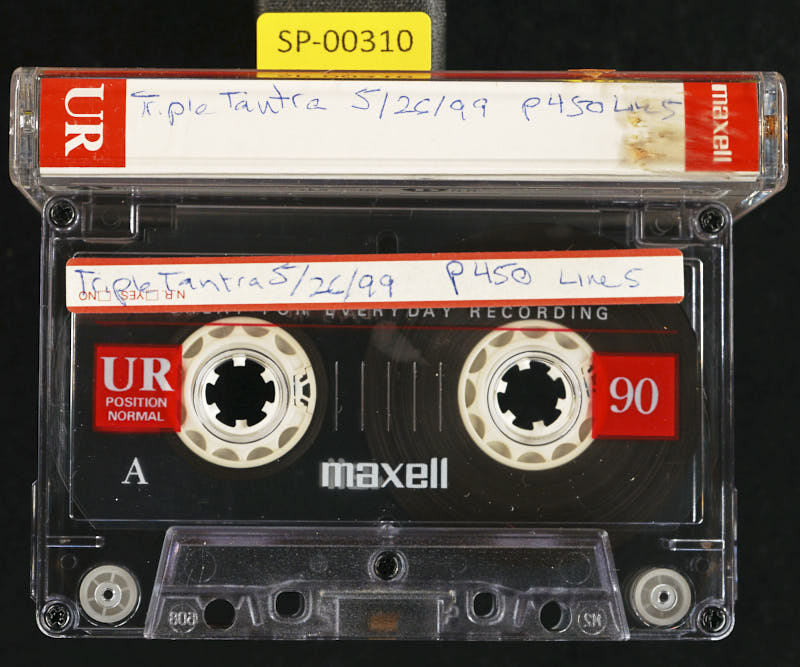 SP-00310
UR Triple Tantra 5/26/99 P450 Line 5 maxell
Triple Tantra 5/26/99 P450 Line 5
N.R. □YES □NO
FOR EVERYDAY RECORDING
UR
POSITION
NORMAL
90
A
maxell